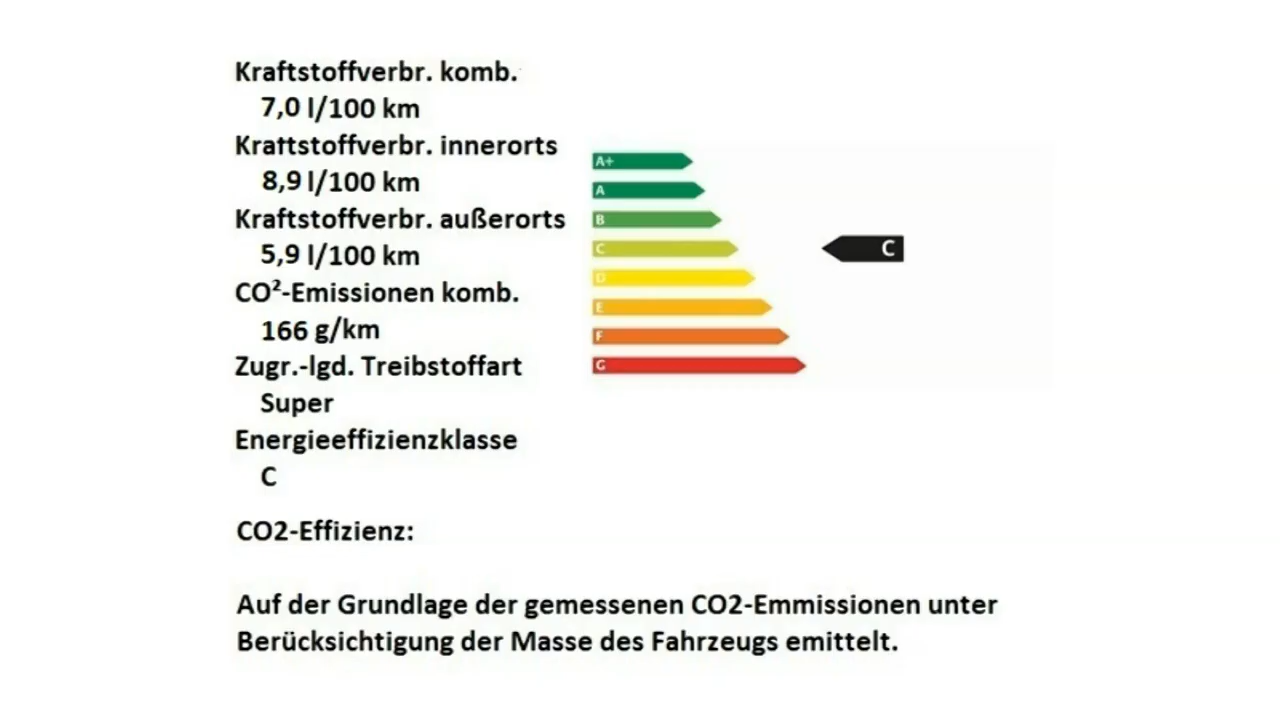 Kraftstoffverbr. komb.
7,0 l/100 km
Kraftstoffverbr. innerorts
8,9 l/100 km
Kraftstoffverbr. außerorts
5,9 l/100 km
CO²-Emissionen komb.
166 g/km
Zugr.-lgd. Treibstoffart
Super
Energieeffizienzklasse
C
A+
A
B
C
D
E
F
G
C
CO2-Effizienz:
Auf der Grundlage der gemessenen CO2-Emmissionen unter
Berücksichtigung der Masse des Fahrzeugs emittelt.